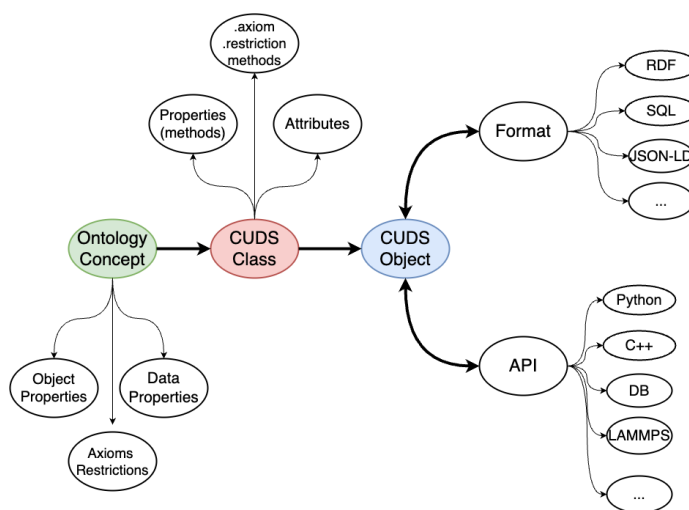 .axiom
.restriction
methods
Properties
(methods)
Attributes
Format
RDF
SQL
JSON-LD
...
Ontology
Concept
CUDS
Class
CUDS
Object
Object
Properties
Data
Properties
Axioms
Restrictions
API
Python
C++
DB
LAMMPS
...